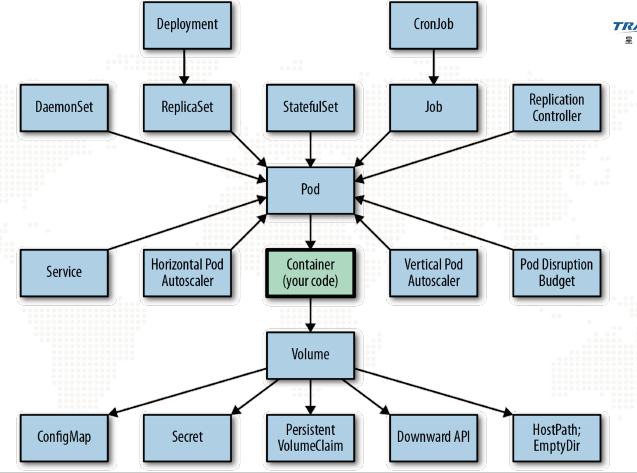 Deployment
CronJob
TRA
星
DaemonSet
ReplicaSet
StatefulSet
Job
Replication
Controller
Pod
Service
Horizontal Pod
Autoscaler
Container
(your code)
Vertical Pod
Autoscaler
Pod Disruption
Budget
Volume
ConfigMap
Secret
Persistent
VolumeClaim
Downward API
HostPath;
EmptyDir